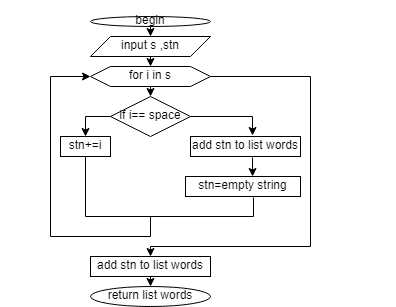 begin
input s ,stn
for i in s
if i== space
stn+=i
add stn to list words
stn=empty string
add stn to list words
return list words